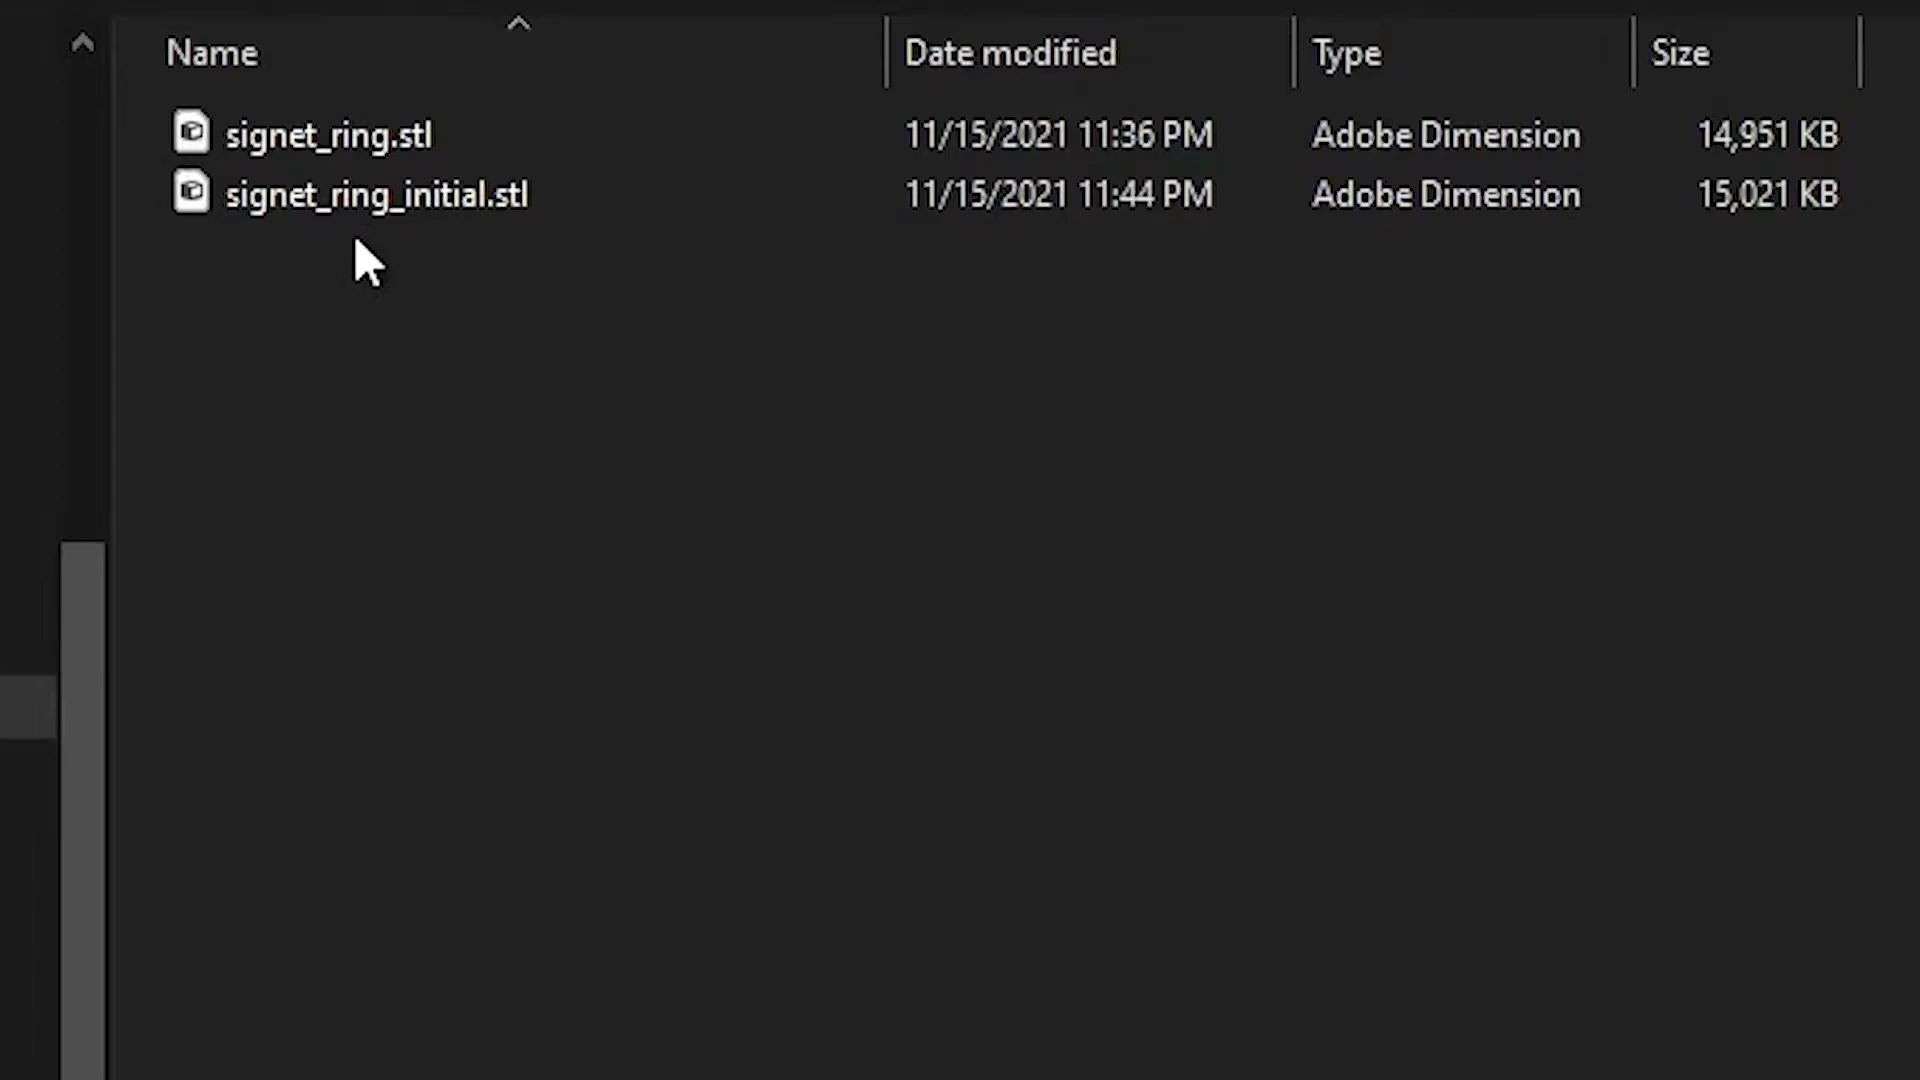 Name Date modified Type Size
signet_ring.stl 11/15/2021 11:36 PM Adobe Dimension 14,951 KB
signet_ring_initial.stl 11/15/2021 11:44 PM Adobe Dimension 15,021 KB